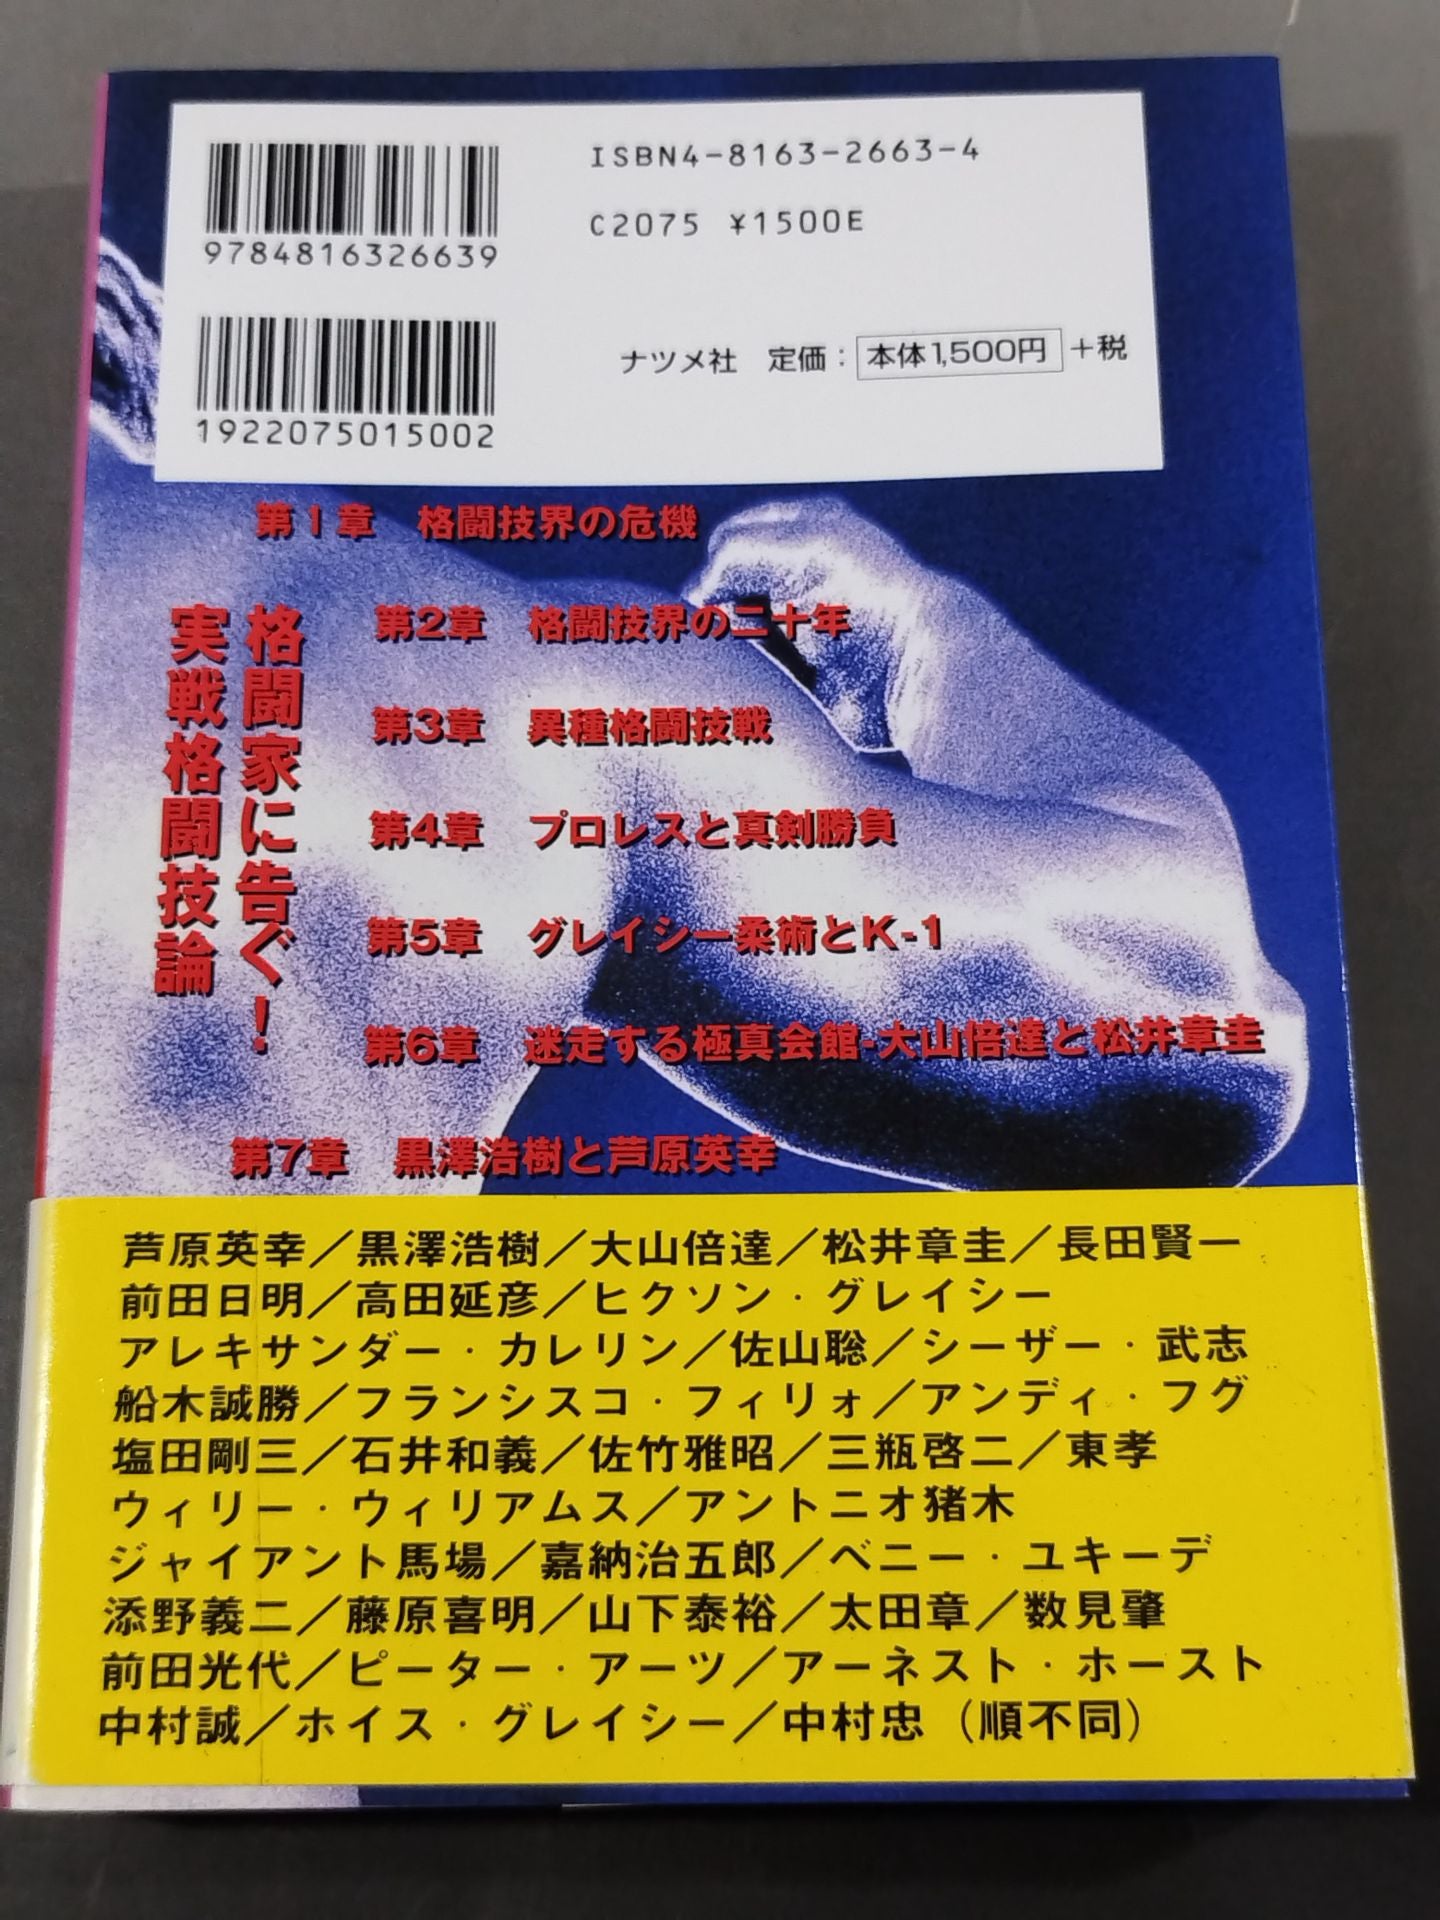 ISBN4-8163-2663-4
9784816326639
C2075 ¥1500E
1922075015002
ナツメ社 定価：本体1,500円+税
格闘家に告ぐ！
実戦格闘技論
第1章 格闘技界の危機
第2章 格闘技界の二十年
第3章 異種格闘技戦
第4章 プロレスと真剣勝負
第5章 グレイシー柔術とK-1
第6章 迷走する極真会館-大山倍達と松井章圭
第7章 黒澤浩樹と芦原英幸
芦原英幸／黒澤浩樹／大山倍達／松井章圭／長田賢一
前田日明／高田延彦／ヒクソン・グレイシー
アレキサンダー・カレリン／佐山聡／シーザー・武志
船木誠勝／フランシスコ・フィリォ／アンディ・フグ
塩田剛三／石井和義／佐竹雅昭／三瓶啓二／東孝
ウィリー・ウィリアムス／アントニオ猪木
ジャイアント馬場／嘉納治五郎／ベニー・ユキーデ
添野義二／藤原喜明／山下泰裕／太田章／数見肇
前田光代／ピーター・アーツ／アーネスト・ホースト
中村誠／ホイス・グレイシー／中村忠（順不同）